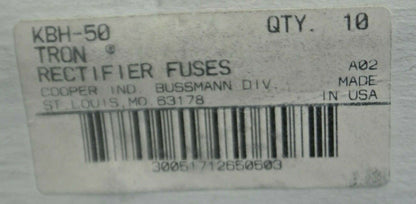 KBH-50 QTY. 10
TRON ®
RECTIFIER FUSES A02
COOPER IND. BUSSMANN DIV. MADE
ST. LOUIS, MO. 63178 IN USA
30051712650503